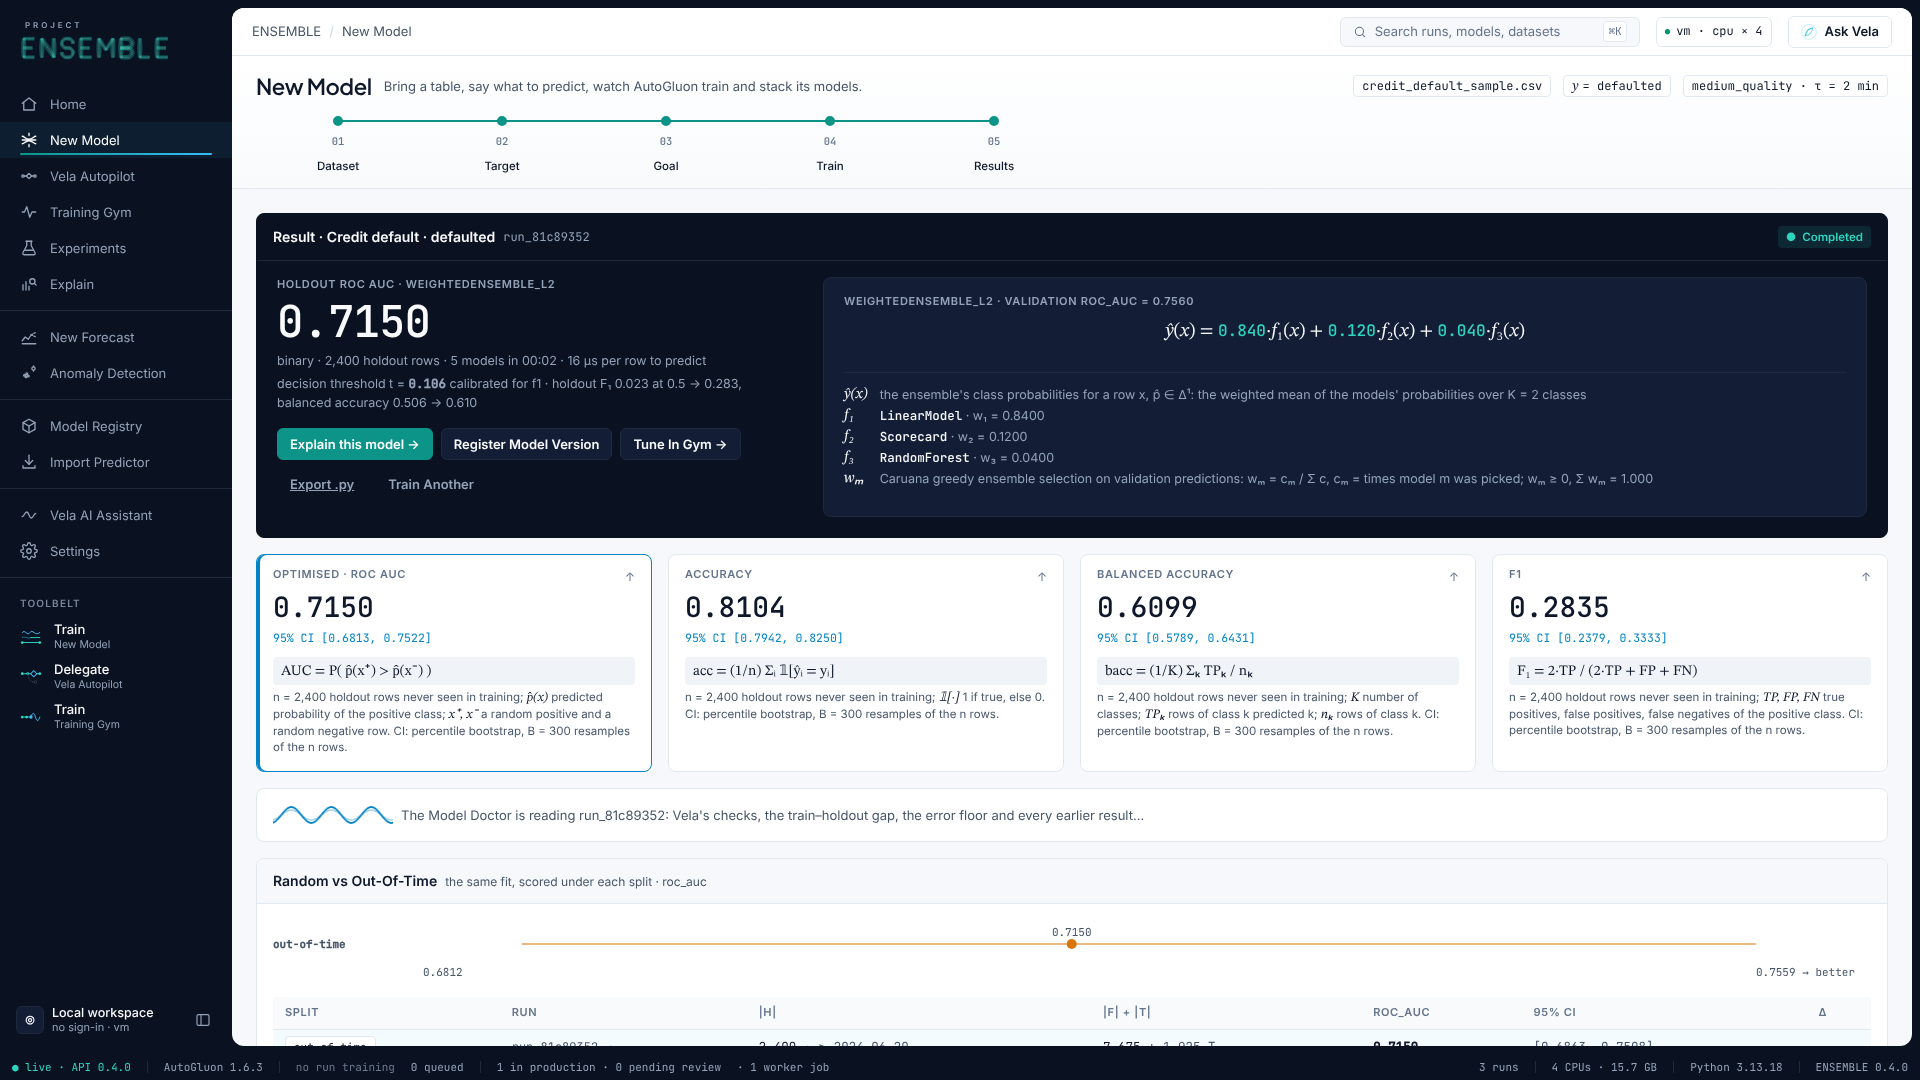 PROJECT
ENSEMBLE
Home
New Model
Vela Autopilot
Training Gym
Experiments
Explain
New Forecast
Anomaly Detection
Model Registry
Import Predictor
Vela AI Assistant
Settings
TOOLBELT
Train
New Model
Delegate
Vela Autopilot
Train
Training Gym
Local workspace
no sign-in · vm
ENSEMBLE / New Model
Search runs, models, datasets ⌘K
vm · cpu × 4
Ask Vela
New Model Bring a table, say what to predict, watch AutoGluon train and stack its models.
credit_default_sample.csv
y = defaulted
medium_quality · τ = 2 min
01 02 03 04 05
Dataset Target Goal Train Results
Result · Credit default · defaulted run_81c89352
Completed
HOLDOUT ROC AUC · WEIGHTEDENSEMBLE_L2
0.7150
binary · 2,400 holdout rows · 5 models in 00:02 · 16 µs per row to predict
decision threshold t = 0.106 calibrated for f1 · holdout F₁ 0.023 at 0.5 → 0.283,
balanced accuracy 0.506 → 0.610
Explain this model →
Register Model Version
Tune In Gym →
Export .py
Train Another
WEIGHTEDENSEMBLE_L2 · VALIDATION ROC_AUC = 0.7560
ŷ(x) = 0.840·f₁(x) + 0.120·f₂(x) + 0.040·f₃(x)
ŷ(x) the ensemble's class probabilities for a row x, p̂ ∈ Δ¹: the weighted mean of the models' probabilities over K = 2 classes
f₁ LinearModel · w₁ = 0.8400
f₂ Scorecard · w₂ = 0.1200
f₃ RandomForest · w₃ = 0.0400
wₘ Caruana greedy ensemble selection on validation predictions: wₘ = cₘ / Σ c, cₘ = times model m was picked; wₘ ≥ 0, Σ wₘ = 1.000
OPTIMISED · ROC AUC ↑
0.7150
95% CI [0.6813, 0.7522]
AUC = P( p̂(x⁺) > p̂(x⁻) )
n = 2,400 holdout rows never seen in training; p̂(x) predicted
probability of the positive class; x⁺, x⁻ a random positive and a
random negative row. CI: percentile bootstrap, B = 300 resamples
of the n rows.
ACCURACY ↑
0.8104
95% CI [0.7942, 0.8250]
acc = (1/n) Σᵢ 𝟙[ŷᵢ = yᵢ]
n = 2,400 holdout rows never seen in training; 𝟙[·] 1 if true, else 0.
CI: percentile bootstrap, B = 300 resamples of the n rows.
BALANCED ACCURACY ↑
0.6099
95% CI [0.5789, 0.6431]
bacc = (1/K) Σₖ TPₖ / nₖ
n = 2,400 holdout rows never seen in training; K number of
classes; TPₖ rows of class k predicted k; nₖ rows of class k. CI:
percentile bootstrap, B = 300 resamples of the n rows.
F1 ↑
0.2835
95% CI [0.2379, 0.3333]
F₁ = 2·TP / (2·TP + FP + FN)
n = 2,400 holdout rows never seen in training; TP, FP, FN true
positives, false positives, false negatives of the positive class. CI:
percentile bootstrap, B = 300 resamples of the n rows.
The Model Doctor is reading run_81c89352: Vela's checks, the train–holdout gap, the error floor and every earlier result...
Random vs Out-Of-Time the same fit, scored under each split · roc_auc
0.7150
out-of-time
0.6812 0.7559 → better
SPLIT RUN |H| |F| + |T| ROC_AUC 95% CI Δ
live · API 0.4.0 AutoGluon 1.6.3 no run training 0 queued 1 in production · 0 pending review · 1 worker job 3 runs 4 CPUs · 15.7 GB Python 3.13.18 ENSEMBLE 0.4.0